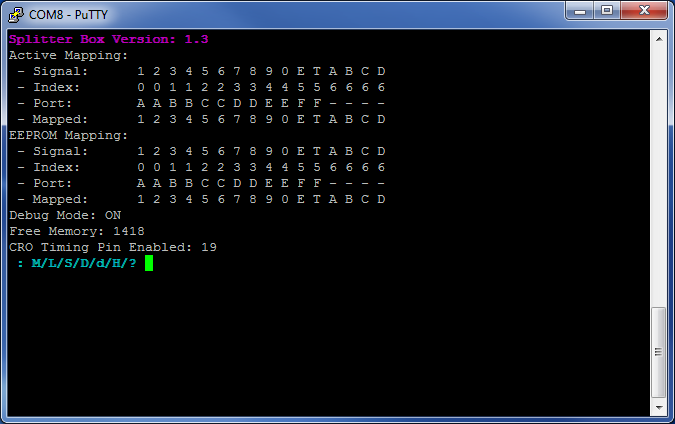 COM8 - PuTTY
Splitter Box Version: 1.3
Active Mapping:
 - Signal:      1 2 3 4 5 6 7 8 9 0 E T A B C D
 - Index:       0 0 1 1 2 2 3 3 4 4 5 5 6 6 6 6
 - Port:        A A B B C C D D E E F F - - - -
 - Mapped:      1 2 3 4 5 6 7 8 9 0 E T A B C D
EEPROM Mapping:
 - Signal:      1 2 3 4 5 6 7 8 9 0 E T A B C D
 - Index:       0 0 1 1 2 2 3 3 4 4 5 5 6 6 6 6
 - Port:        A A B B C C D D E E F F - - - -
 - Mapped:      1 2 3 4 5 6 7 8 9 0 E T A B C D
Debug Mode: ON
Free Memory: 1418
CRO Timing Pin Enabled: 19
 : M/L/S/D/d/H/?